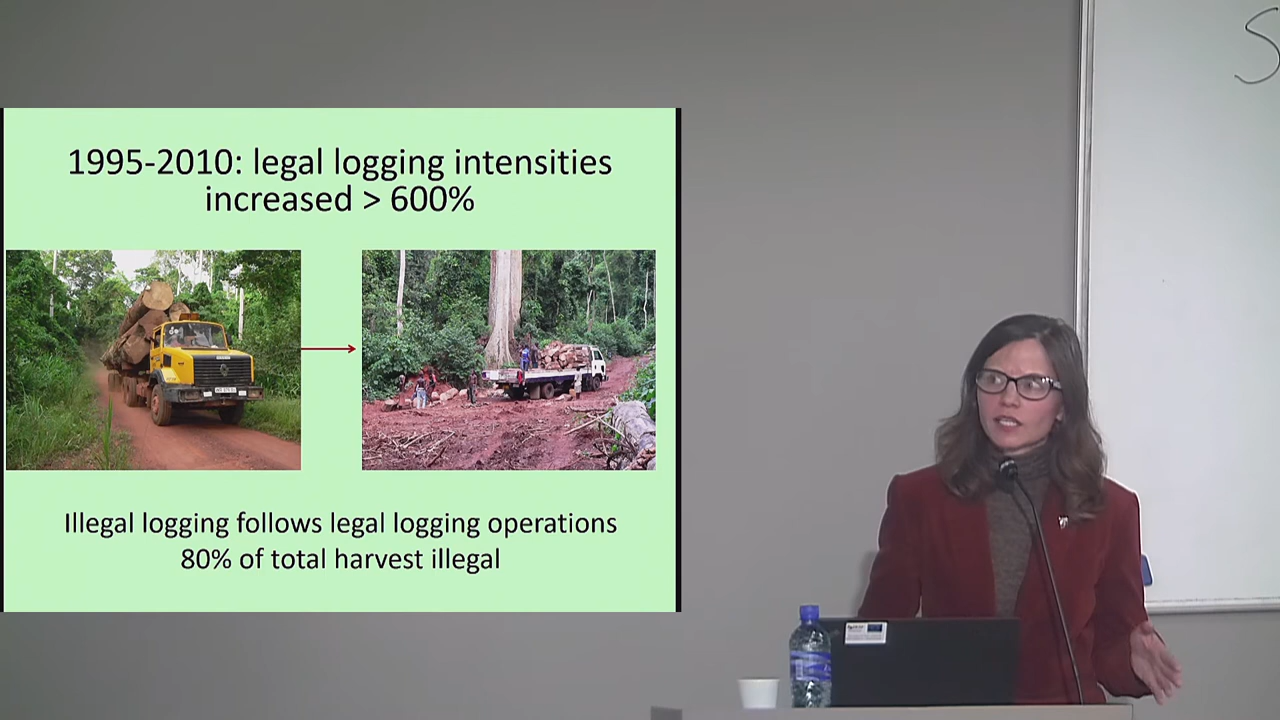 1995-2010: legal logging intensities
increased > 600%
Illegal logging follows legal logging operations
80% of total harvest illegal
S